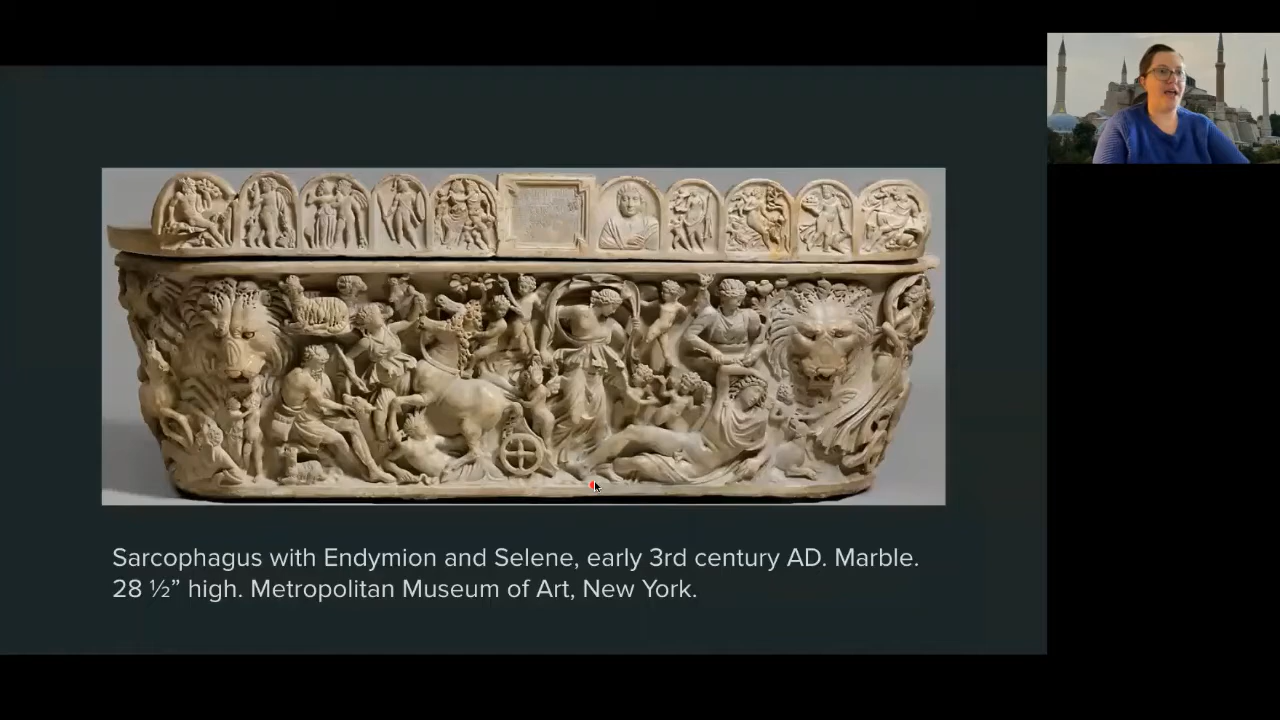 Sarcophagus with Endymion and Selene, early 3rd century AD. Marble.
28 ½” high. Metropolitan Museum of Art, New York.